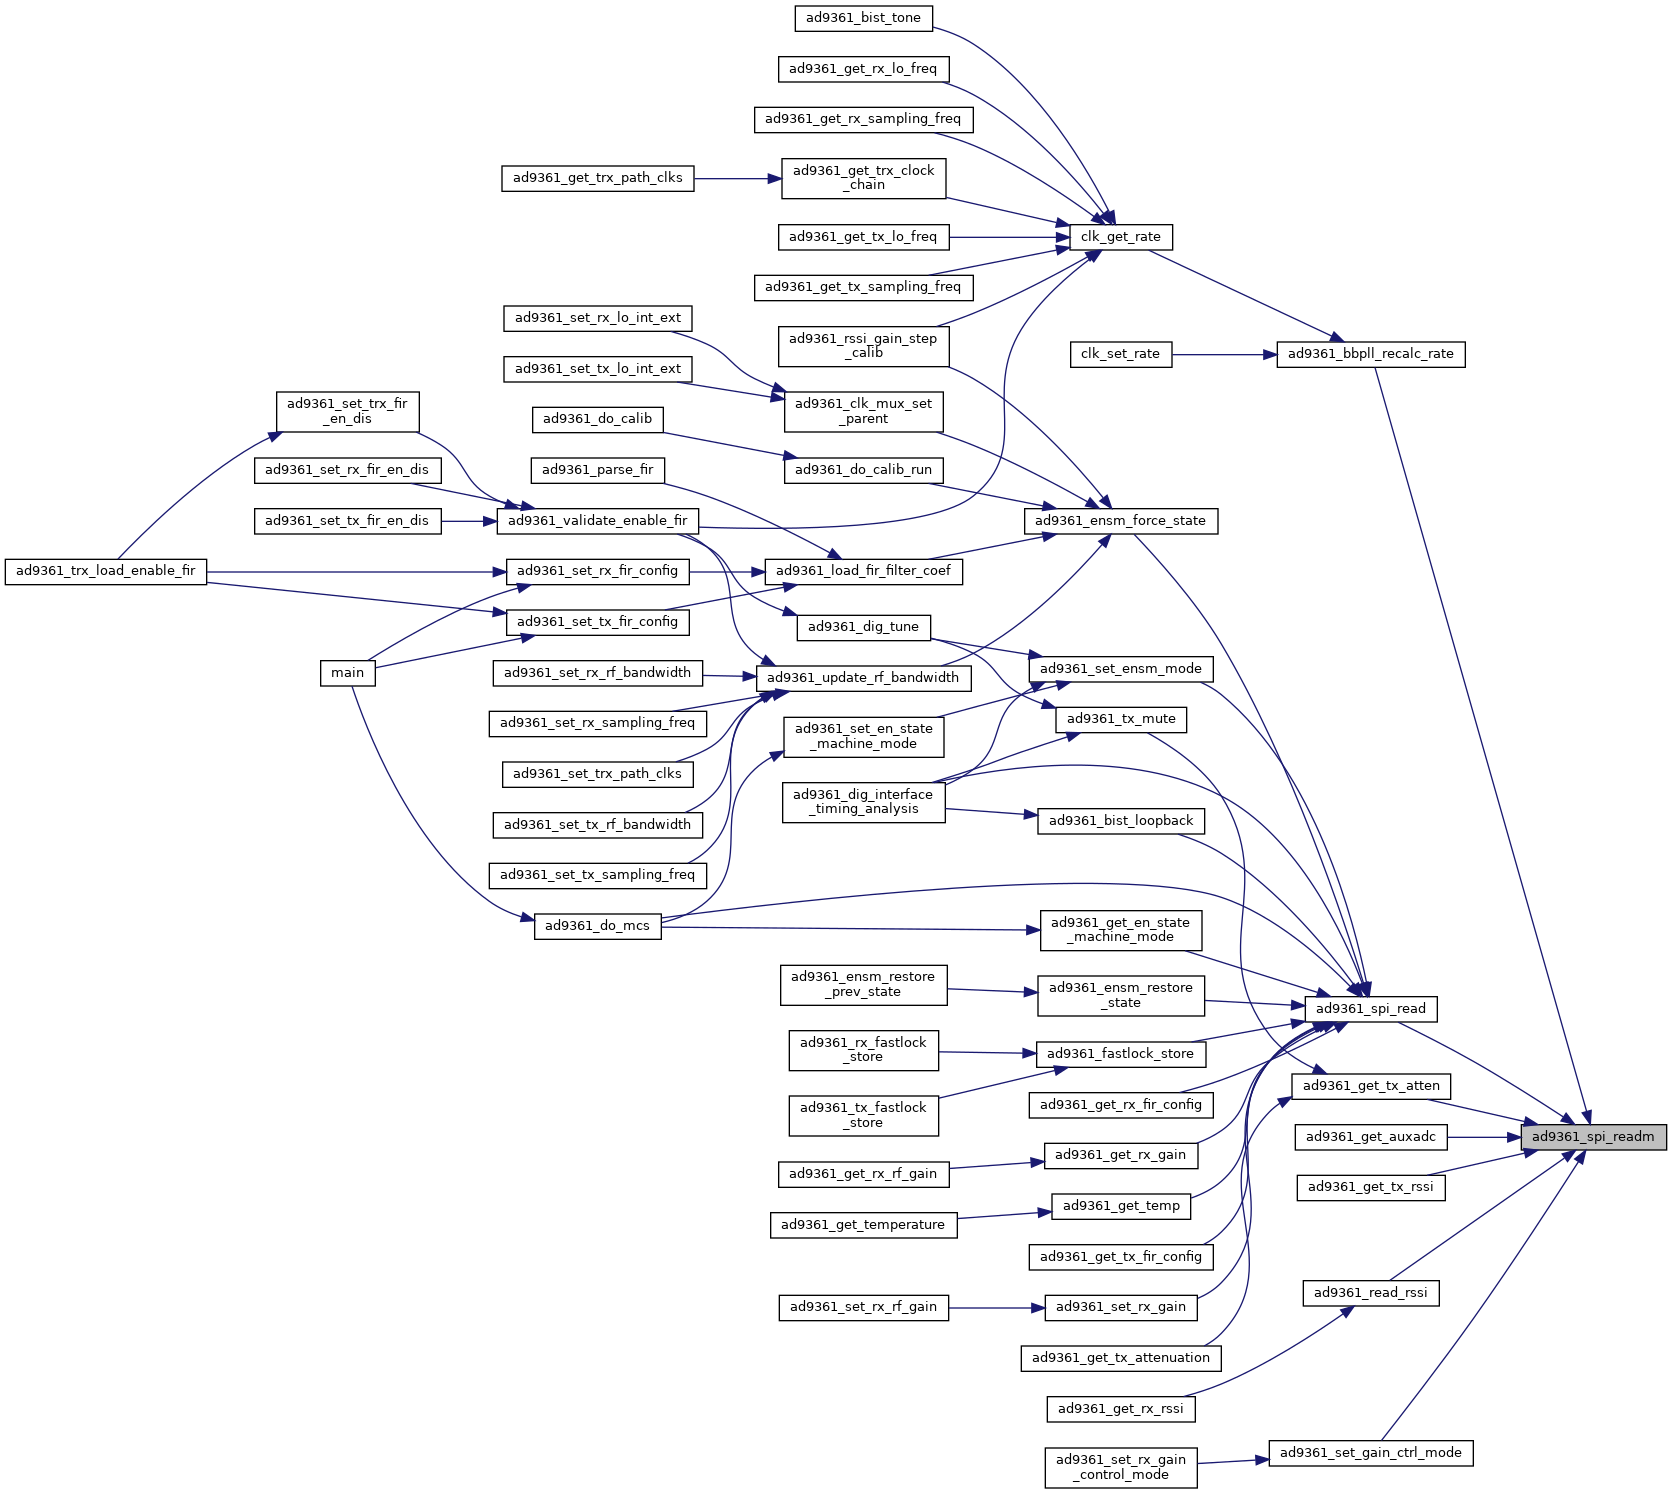 ad9361_bist_tone
ad9361_get_rx_lo_freq
ad9361_get_rx_sampling_freq
ad9361_get_trx_clock
_chain
ad9361_get_trx_path_clks
ad9361_get_tx_lo_freq
clk_get_rate
ad9361_get_tx_sampling_freq
ad9361_set_rx_lo_int_ext
ad9361_rssi_gain_step
_calib
clk_set_rate
ad9361_bbpll_recalc_rate
ad9361_set_tx_lo_int_ext
ad9361_set_trx_fir
_en_dis
ad9361_clk_mux_set
_parent
ad9361_do_calib
ad9361_set_rx_fir_en_dis
ad9361_parse_fir
ad9361_do_calib_run
ad9361_set_tx_fir_en_dis
ad9361_validate_enable_fir
ad9361_ensm_force_state
ad9361_trx_load_enable_fir
ad9361_set_rx_fir_config
ad9361_load_fir_filter_coef
ad9361_set_tx_fir_config
ad9361_dig_tune
main
ad9361_set_rx_rf_bandwidth
ad9361_update_rf_bandwidth
ad9361_set_ensm_mode
ad9361_set_rx_sampling_freq
ad9361_set_en_state
_machine_mode
ad9361_tx_mute
ad9361_set_trx_path_clks
ad9361_dig_interface
_timing_analysis
ad9361_set_tx_rf_bandwidth
ad9361_bist_loopback
ad9361_set_tx_sampling_freq
ad9361_do_mcs
ad9361_get_en_state
_machine_mode
ad9361_ensm_restore
_prev_state
ad9361_ensm_restore
_state
ad9361_spi_read
ad9361_rx_fastlock
_store
ad9361_fastlock_store
ad9361_get_tx_atten
ad9361_tx_fastlock
_store
ad9361_get_rx_fir_config
ad9361_get_auxadc
ad9361_spi_readm
ad9361_get_rx_rf_gain
ad9361_get_rx_gain
ad9361_get_tx_rssi
ad9361_get_temperature
ad9361_get_temp
ad9361_get_tx_fir_config
ad9361_read_rssi
ad9361_set_rx_rf_gain
ad9361_set_rx_gain
ad9361_get_tx_attenuation
ad9361_get_rx_rssi
ad9361_set_rx_gain
_control_mode
ad9361_set_gain_ctrl_mode